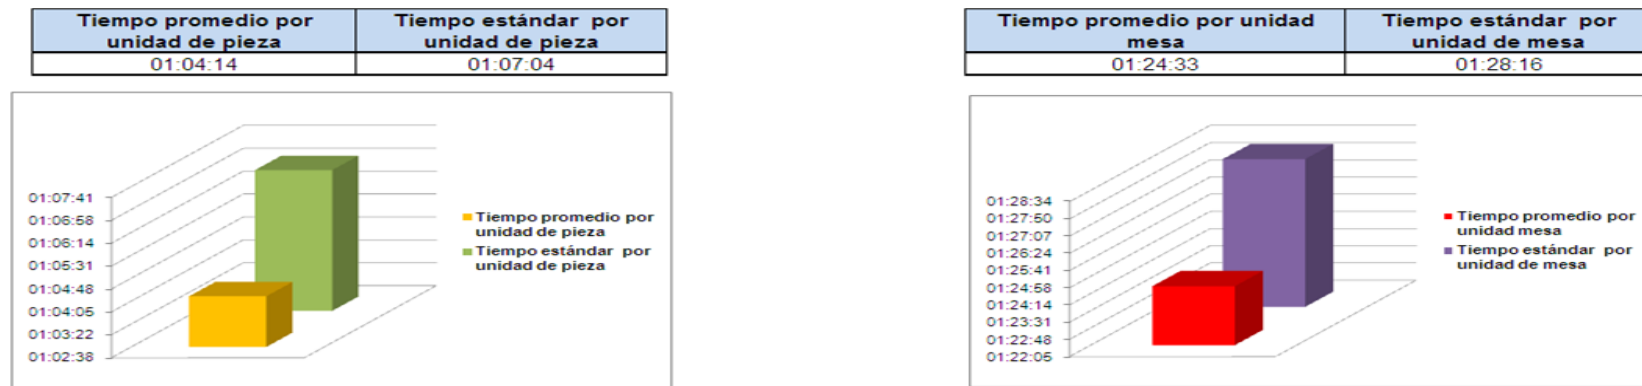 Tiempo promedio por
unidad de pieza
Tiempo estándar  por
unidad de pieza
01:04:14
01:07:04
01:07:41
01:06:58
01:06:14
01:05:31
01:04:48
01:04:05
01:03:22
01:02:38
Tiempo promedio por
unidad de pieza
Tiempo estándar  por
unidad de pieza
Tiempo promedio por unidad
mesa
Tiempo estándar  por
unidad de mesa
01:24:33
01:28:16
01:28:34
01:27:50
01:27:07
01:26:24
01:25:41
01:24:58
01:24:14
01:23:31
01:22:48
01:22:05
Tiempo promedio por
unidad mesa
Tiempo estándar  por
unidad de mesa